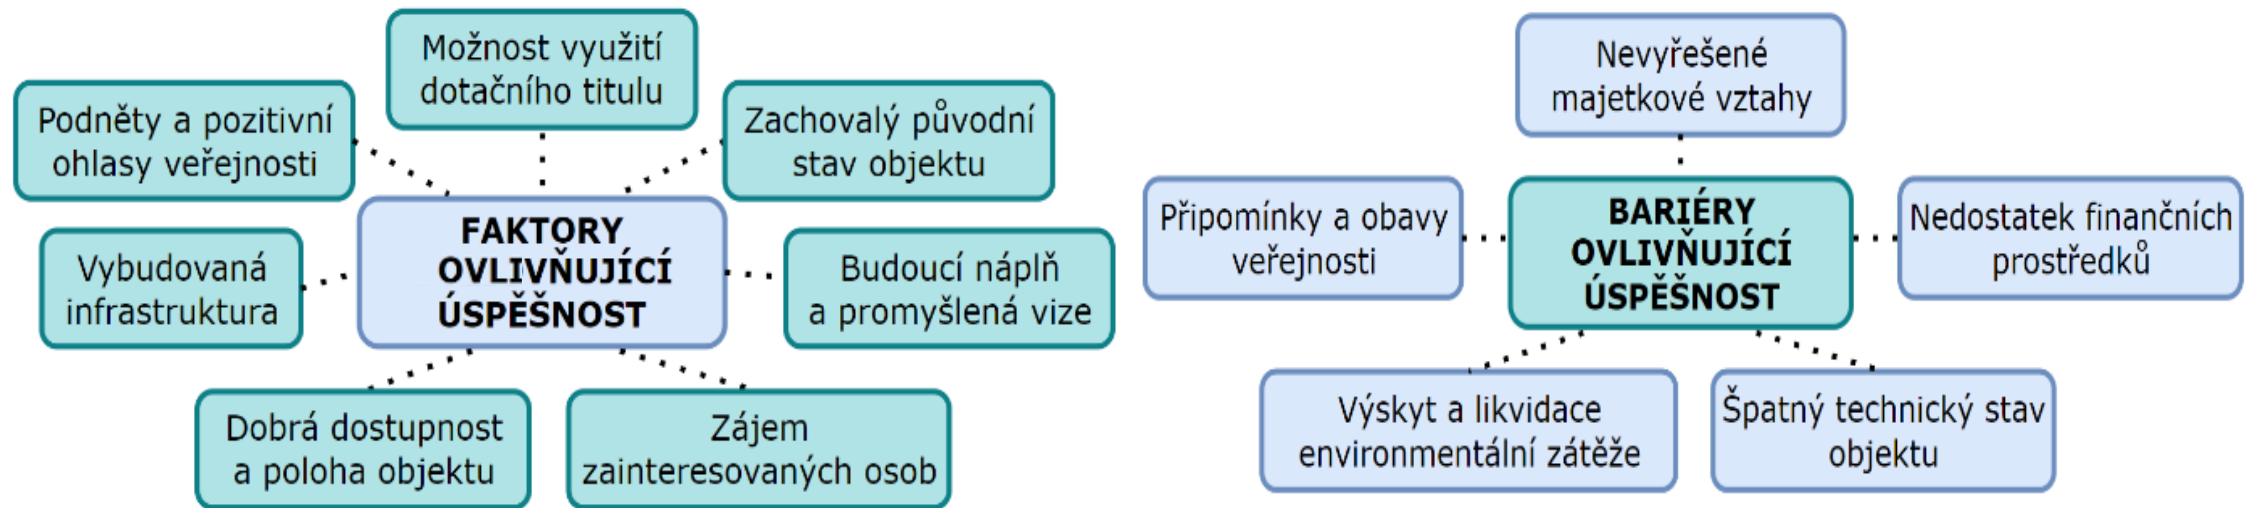 Možnost využití
dotačního titulu
Podněty a pozitivní
ohlasy veřejnosti
Zachovalý původní
stav objektu
FAKTORY
OVLIVŇUJÍCÍ
ÚSPĚŠNOST
Vybudovaná
infrastruktura
Budoucí náplň
a promyšlená vize
Dobrá dostupnost
a poloha objektu
Zájem
zainteresovaných osob
Nevyřešené
majetkové vztahy
Připomínky a obavy
veřejnosti
BARIÉRY
OVLIVŇUJÍCÍ
ÚSPĚŠNOST
Nedostatek finančních
prostředků
Výskyt a likvidace
environmentální zátěže
Špatný technický stav
objektu